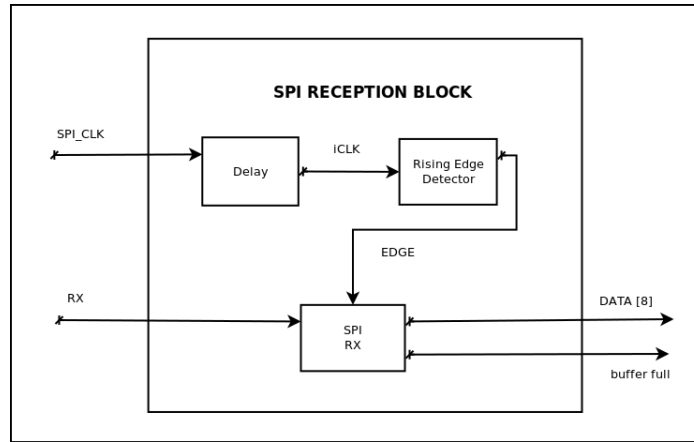 SPI RECEPTION BLOCK
SPI_CLK
Delay
iCLK
Rising Edge
Detector
EDGE
RX
SPI
RX
DATA [8]
buffer full